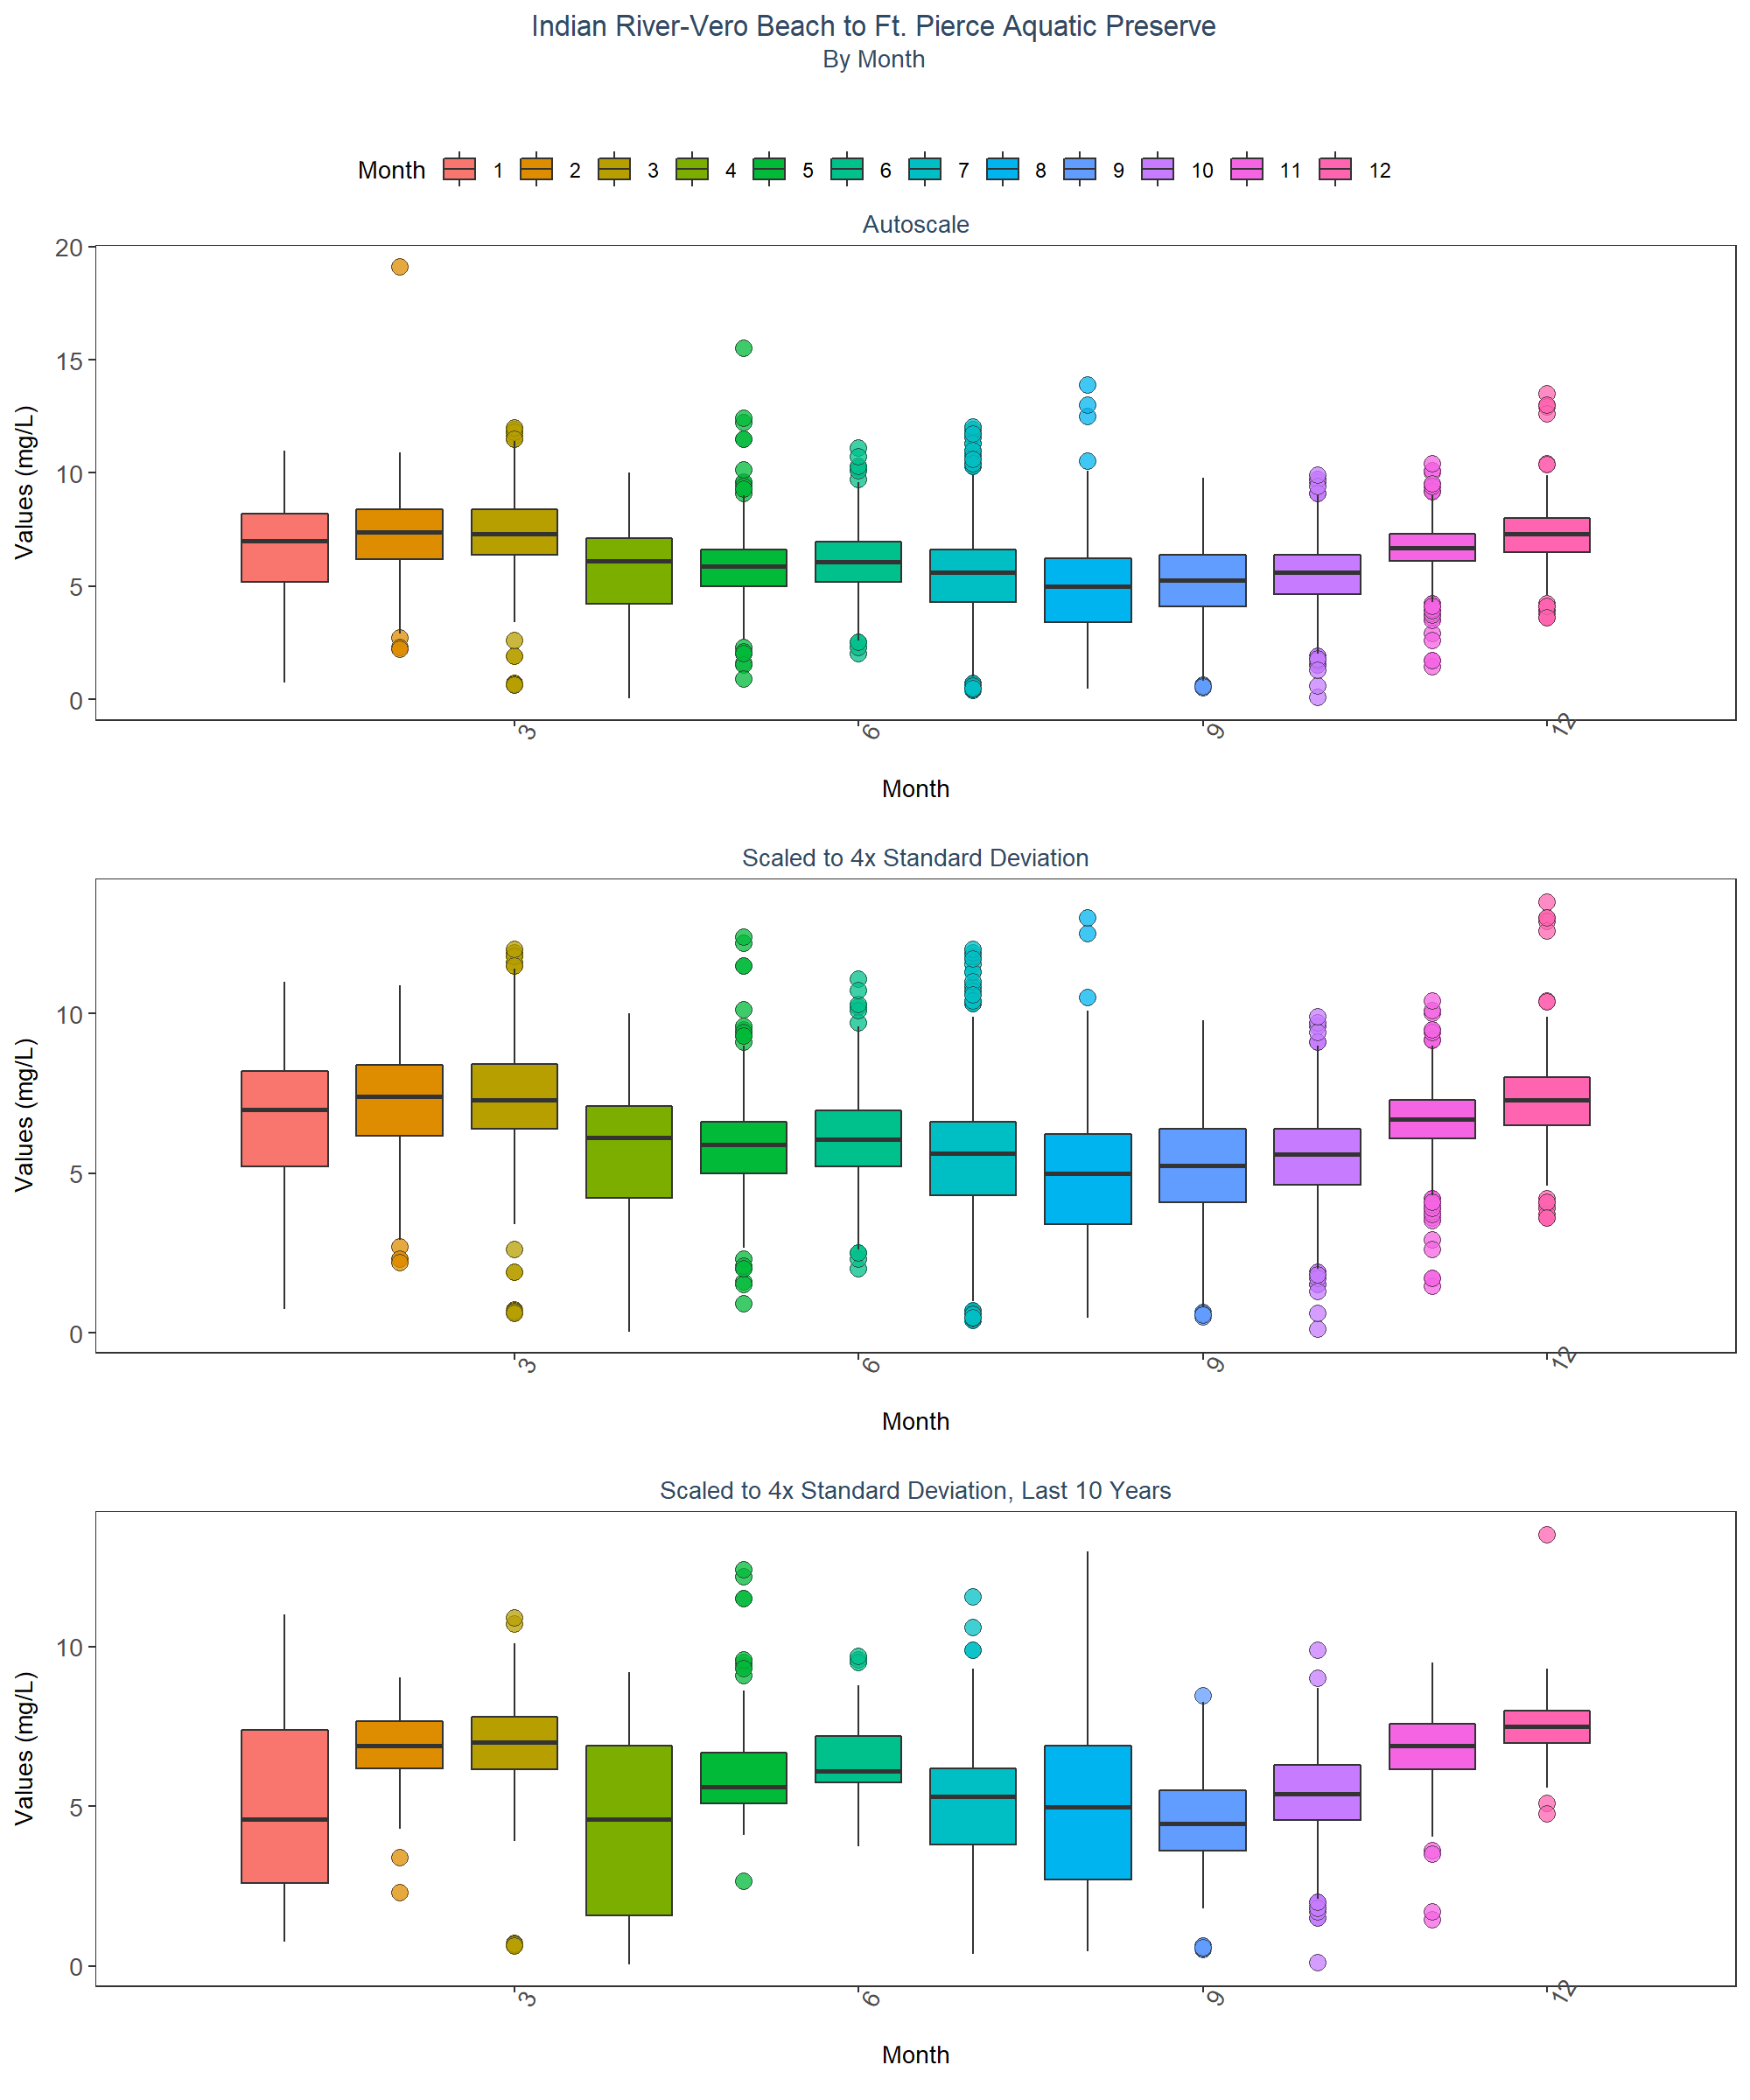 Indian River-Vero Beach to Ft. Pierce Aquatic Preserve
By Month
Month 1 2 3 4 5 6 7 8 9 10 11 12
Autoscale
Values (mg/L)
20
15
10
5
0
3 6 9 12
Month
Scaled to 4x Standard Deviation
Values (mg/L)
10
5
0
3 6 9 12
Month
Scaled to 4x Standard Deviation, Last 10 Years
Values (mg/L)
10
5
0
3 6 9 12
Month